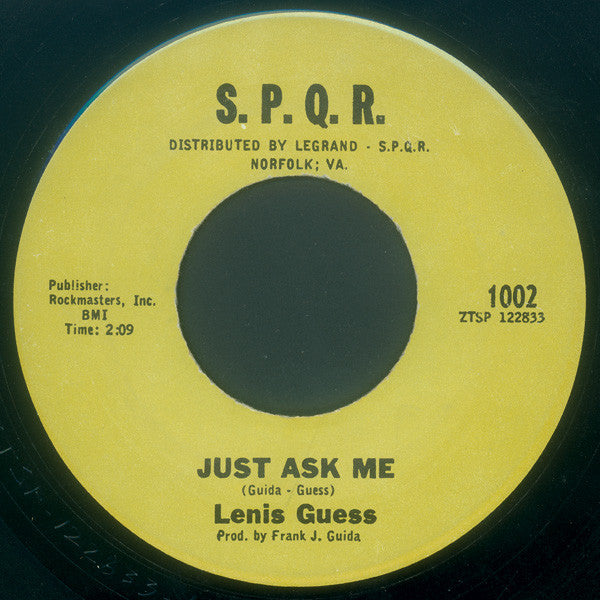 S. P. Q. R.
DISTRIBUTED BY LEGRAND - S.P.Q.R.
NORFOLK; VA.
Publisher:
Rockmasters, Inc.
BMI
Time: 2:09
1002
ZTSP 122833
JUST ASK ME
(Guida - Guess)
Lenis Guess
Prod. by Frank J. Guida